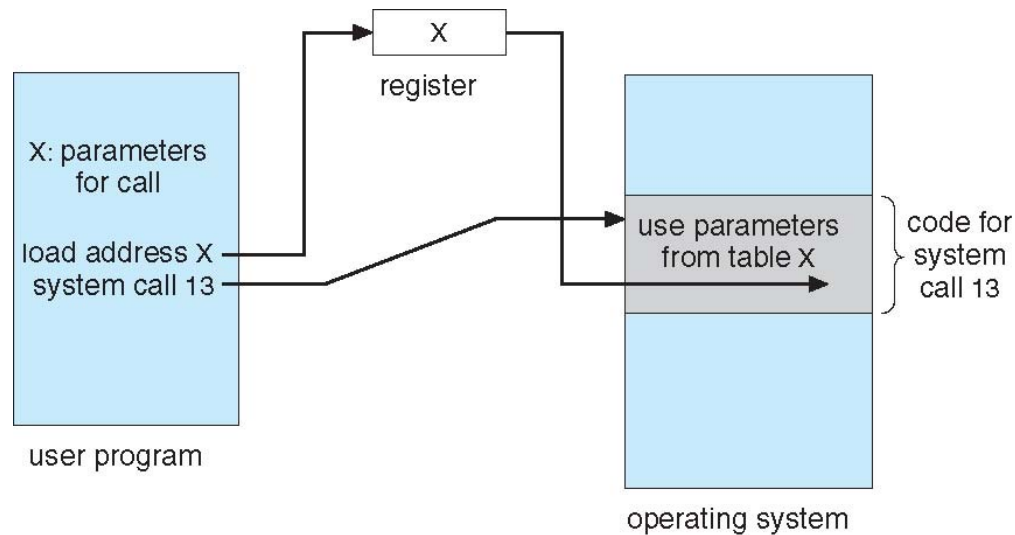 X
register
X: parameters
for call
load address X
system call 13
user program
use parameters
from table X
code for
system
call 13
operating system